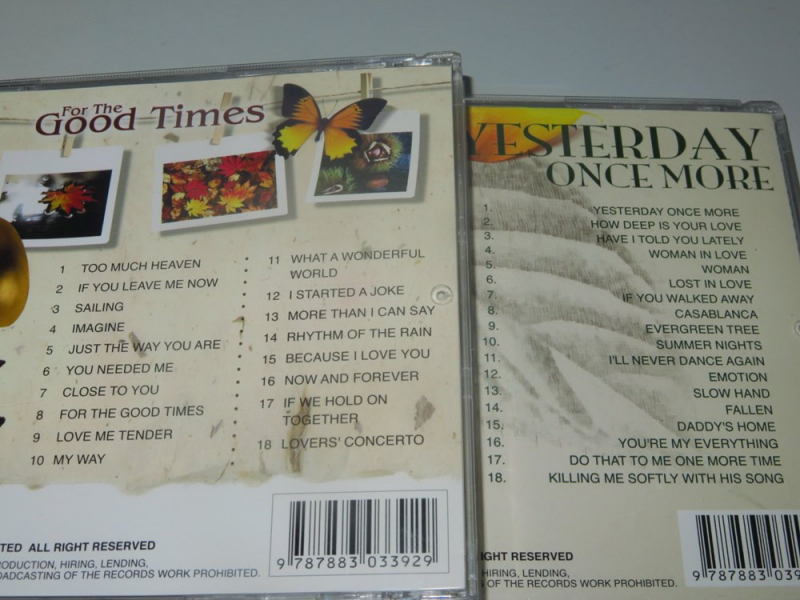 For The
Good Times
1 TOO MUCH HEAVEN
2 IF YOU LEAVE ME NOW
3 SAILING
4 IMAGINE
5 JUST THE WAY YOU ARE
6 YOU NEEDED ME
7 CLOSE TO YOU
8 FOR THE GOOD TIMES
9 LOVE ME TENDER
10 MY WAY
11 WHAT A WONDERFUL
WORLD
12 I STARTED A JOKE
13 MORE THAN I CAN SAY
14 RHYTHM OF THE RAIN
15 BECAUSE I LOVE YOU
16 NOW AND FOREVER
17 IF WE HOLD ON
TOGETHER
18 LOVERS' CONCERTO
ALL RIGHT RESERVED
HIRING, LENDING,
OF THE RECORDS WORK PROHIBITED.
9 787883 033929
YESTERDAY
ONCE MORE
1. YESTERDAY ONCE MORE
2. HOW DEEP IS YOUR LOVE
3. HAVE I TOLD YOU LATELY
4. WOMAN IN LOVE
5. WOMAN
6. LOST IN LOVE
7. IF YOU WALKED AWAY
8. CASABLANCA
9. EVERGREEN TREE
10. SUMMER NIGHTS
11. I'LL NEVER DANCE AGAIN
12. EMOTION
13. SLOW HAND
14. FALLEN
15. DADDY'S HOME
16. YOU'RE MY EVERYTHING
17. DO THAT TO ME ONE MORE TIME
18. KILLING ME SOFTLY WITH HIS SONG
RIGHT RESERVED
HIRING, LENDING,
OF THE RECORDS WORK PROHIBITED.
9 787883 039